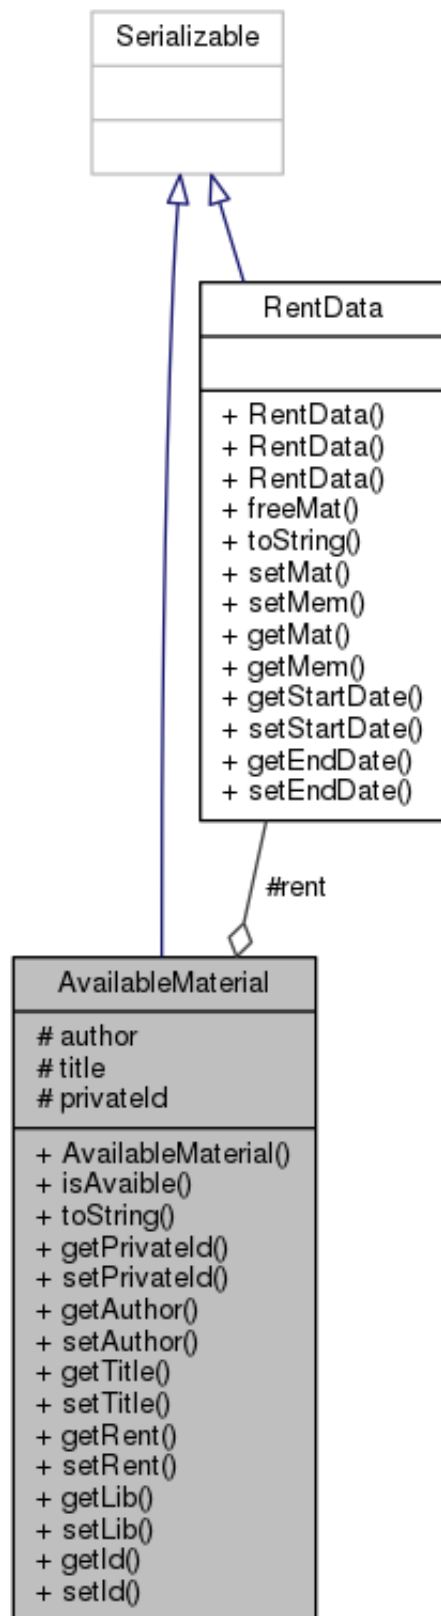 Serializable
RentData
+ RentData()
+ RentData()
+ RentData()
+ freeMat()
+ toString()
+ setMat()
+ setMem()
+ getMat()
+ getMem()
+ getStartDate()
+ setStartDate()
+ getEndDate()
+ setEndDate()
#rent
AvailableMaterial
# author
# title
# privateId
+ AvailableMaterial()
+ isAvaible()
+ toString()
+ getPrivateId()
+ setPrivateId()
+ getAuthor()
+ setAuthor()
+ getTitle()
+ setTitle()
+ getRent()
+ setRent()
+ getLib()
+ setLib()
+ getId()
+ setId()